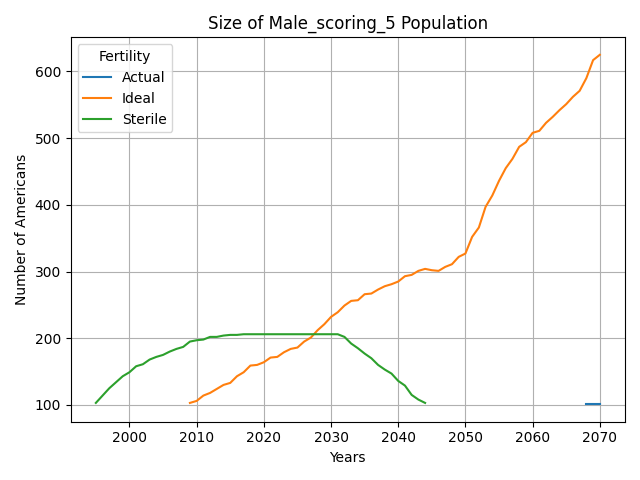 Size of Male_scoring_5 Population
Fertility
Actual
Ideal
Sterile
Number of Americans
600
500
400
300
200
100
2000 2010 2020 2030 2040 2050 2060 2070
Years